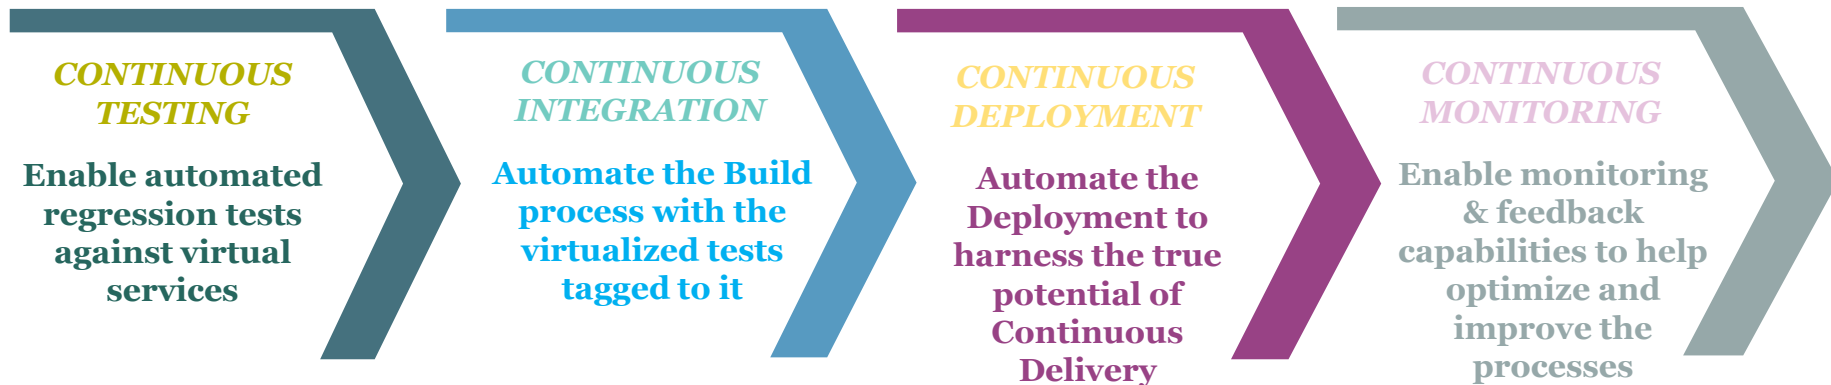 CONTINUOUS
TESTING
Enable automated
regression tests
against virtual
services
CONTINUOUS
INTEGRATION
Automate the Build
process with the
virtualized tests
tagged to it
CONTINUOUS
DEPLOYMENT
Automate the
Deployment to
harness the true
potential of
Continuous
Delivery
CONTINUOUS
MONITORING
Enable monitoring
& feedback
capabilities to help
optimize and
improve the
processes